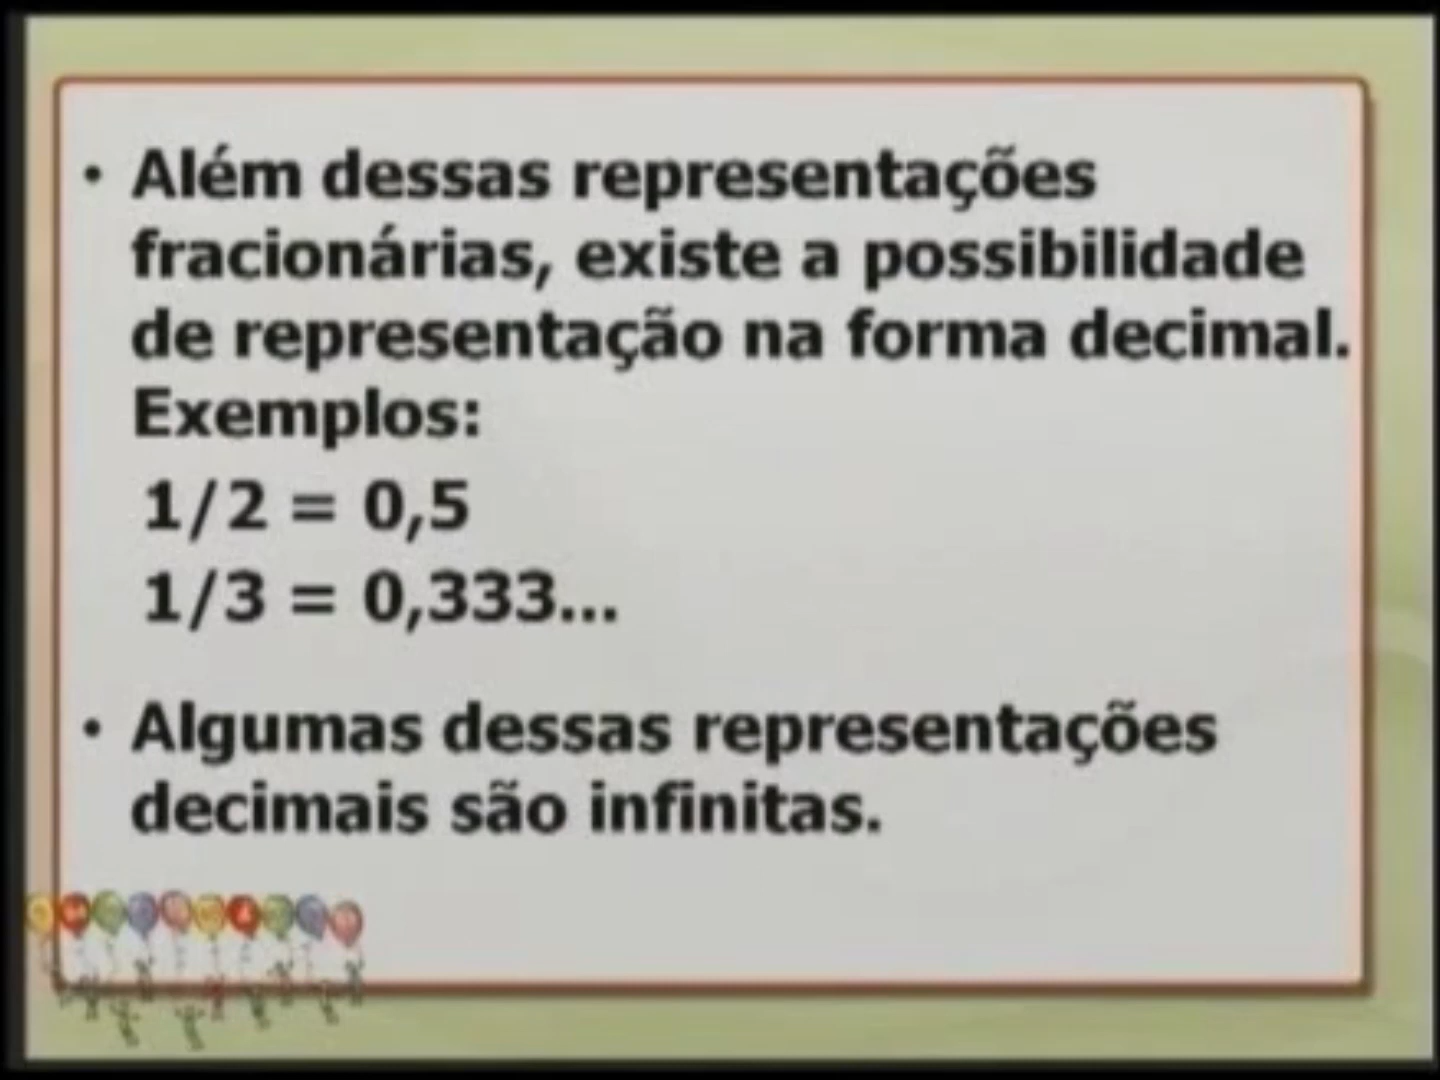 • Além dessas representações
fracionárias, existe a possibilidade
de representação na forma decimal.
Exemplos:
1/2 = 0,5
1/3 = 0,333...
• Algumas dessas representações
decimais são infinitas.